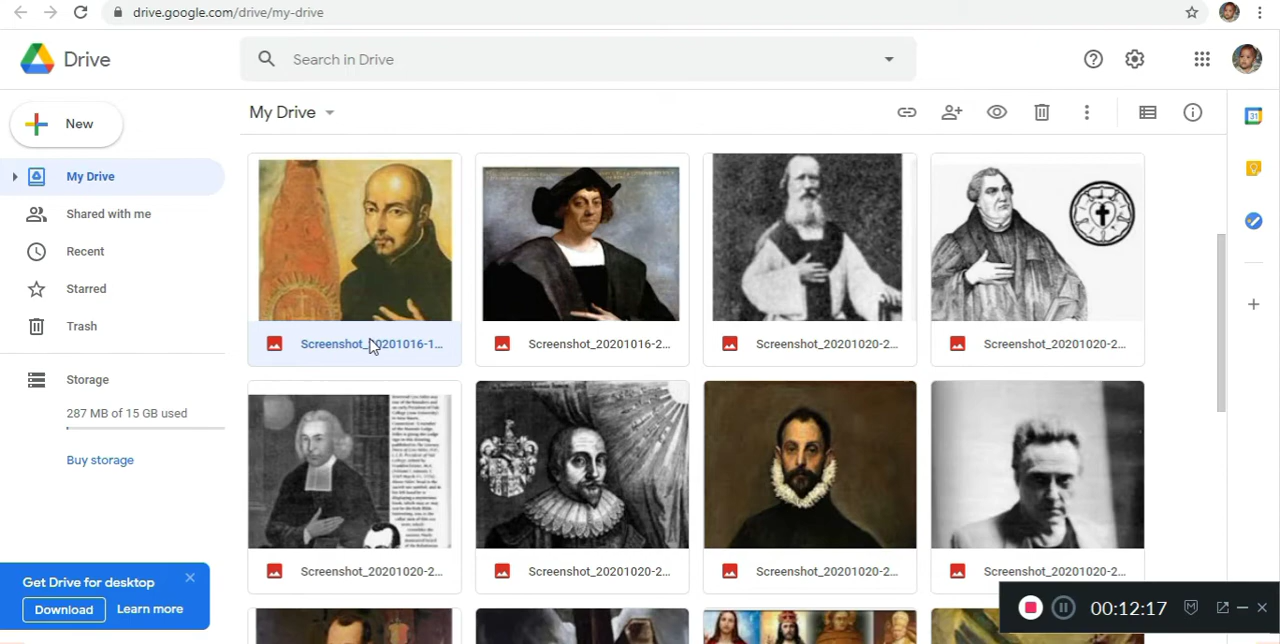 drive.google.com/drive/my-drive
Drive
Search in Drive
New
My Drive
31
My Drive
Shared with me
Recent
Starred
Trash
Storage
287 MB of 15 GB used
Buy storage
Screenshot_20201016-1...
Screenshot_20201016-2...
Screenshot_20201020-2...
Screenshot_20201020-2...
Screenshot_20201020-2...
Screenshot_20201020-2...
Screenshot_20201020-2...
Screenshot_20201020-2...
Get Drive for desktop
Download
Learn more
00:12:17